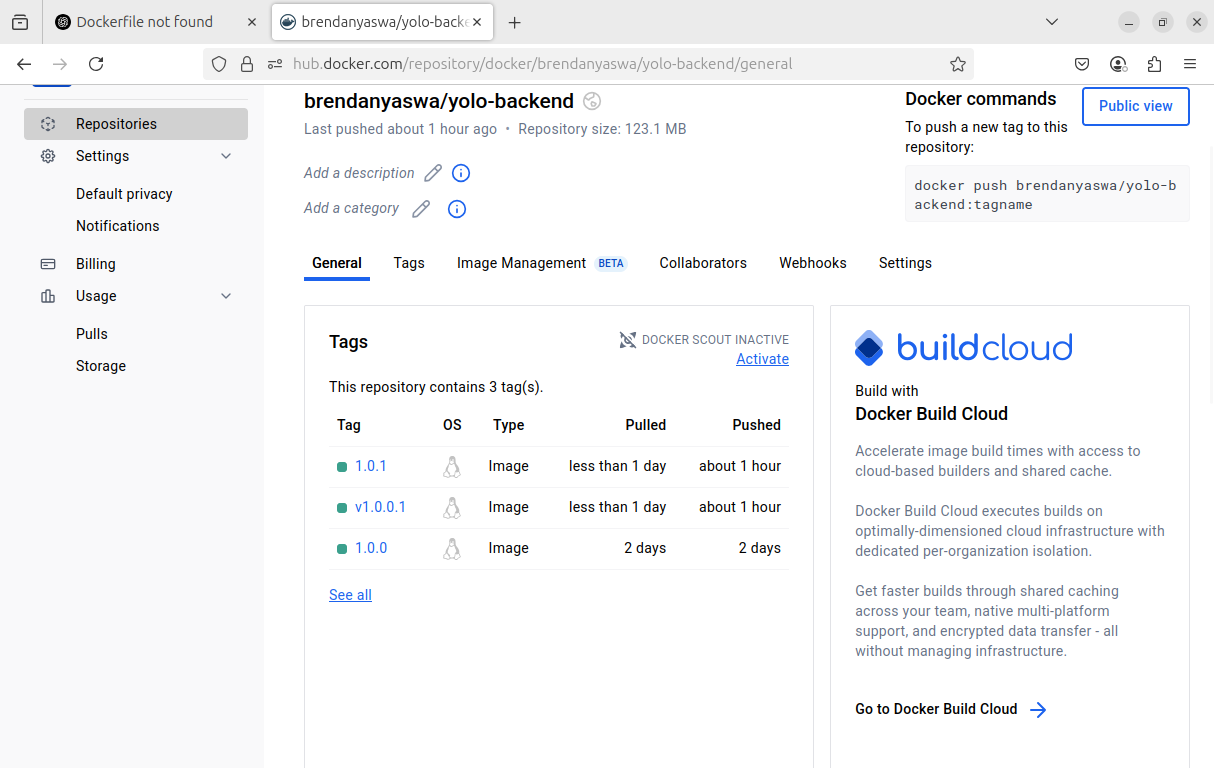 Dockerfile not found
brendanyaswa/yolo-backe
hub.docker.com/repository/docker/brendanyaswa/yolo-backend/general
Repositories
Settings
Default privacy
Notifications
Billing
Usage
Pulls
Storage
brendanyaswa/yolo-backend
Last pushed about 1 hour ago • Repository size: 123.1 MB
Add a description
Add a category
Docker commands
Public view
To push a new tag to this
repository:
docker push brendanyaswa/yolo-b
ackend:tagname
General Tags Image Management BETA Collaborators Webhooks Settings
Tags
DOCKER SCOUT INACTIVE
Activate
This repository contains 3 tag(s).
Tag OS Type Pulled Pushed
1.0.1 Image less than 1 day about 1 hour
v1.0.0.1 Image less than 1 day about 1 hour
1.0.0 Image 2 days 2 days
See all
buildcloud
Build with
Docker Build Cloud
Accelerate image build times with access to
cloud-based builders and shared cache.
Docker Build Cloud executes builds on
optimally-dimensioned cloud infrastructure with
dedicated per-organization isolation.
Get faster builds through shared caching
across your team, native multi-platform
support, and encrypted data transfer - all
without managing infrastructure.
Go to Docker Build Cloud